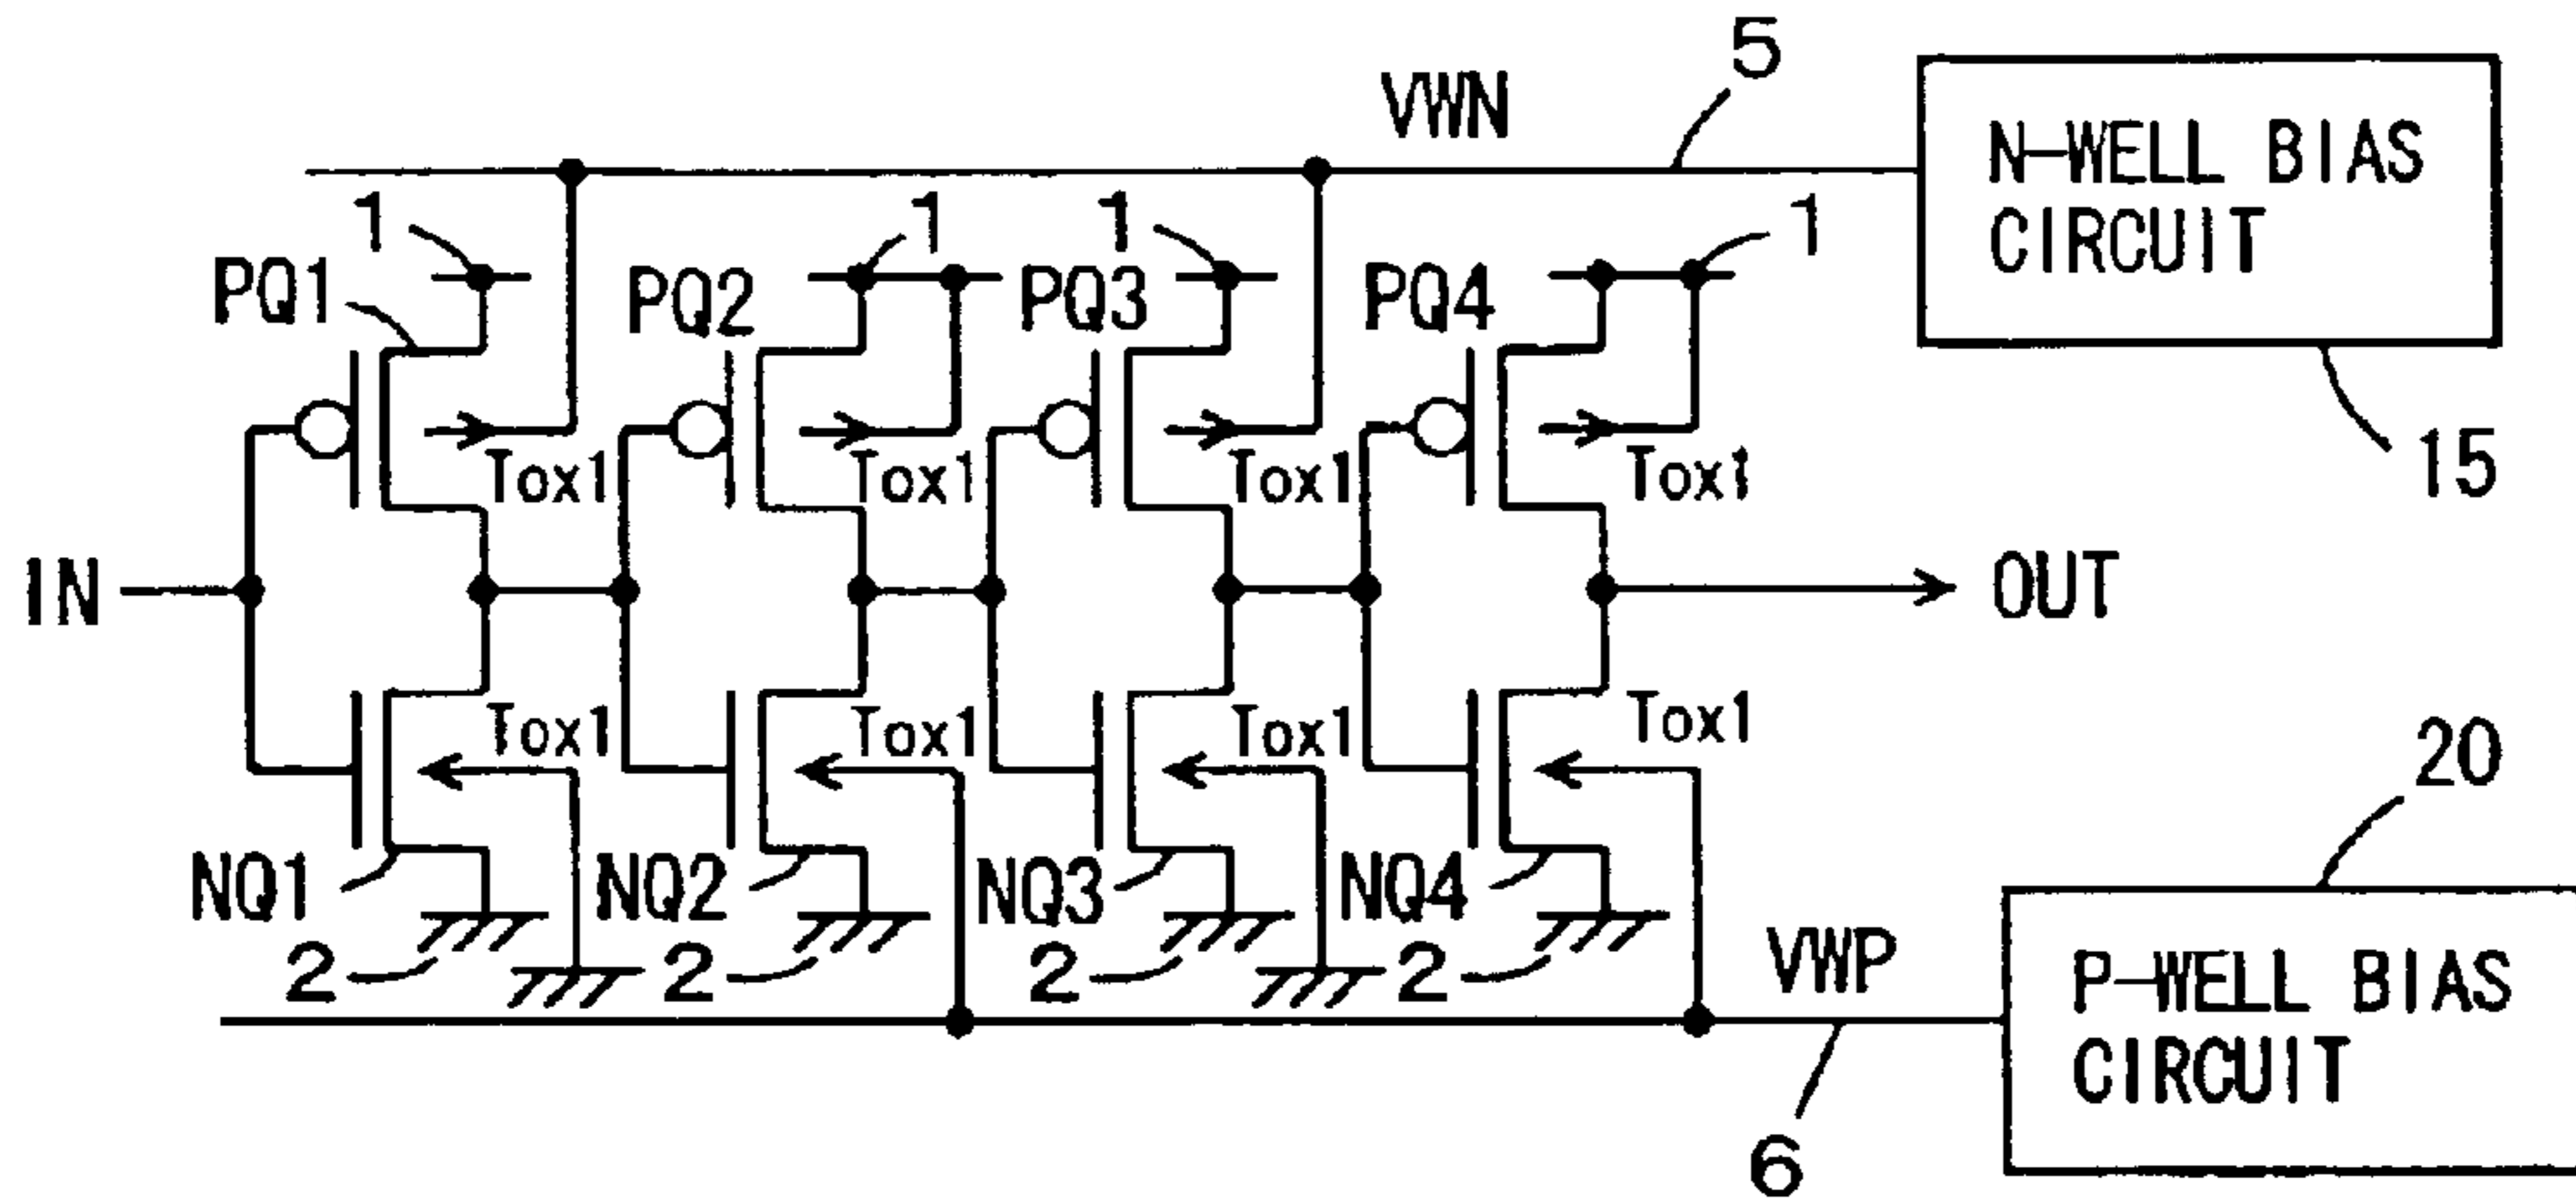 5
VWN
N-WELL BIAS
CIRCUIT
1
1
1
1
PQ1
PQ2
PQ3
PQ4
15
Tox1
Tox1
Tox1
Tox1
IN
OUT
Tox1
Tox1
Tox1
Tox1
20
NQ1
NQ2
NQ3
NQ4
2
2
2
2
VWP
P-WELL BIAS
CIRCUIT
6